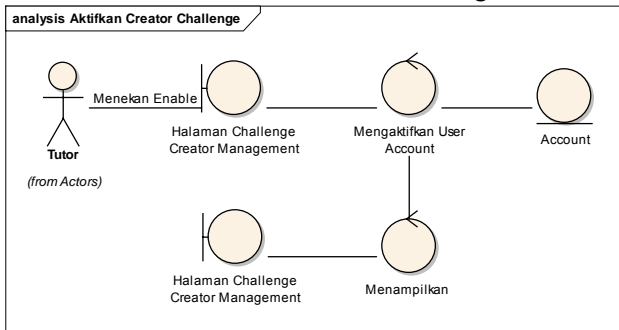 analysis Aktifkan Creator Challenge
Menekan Enable
Tutor
(from Actors)
Halaman Challenge
Creator Management
Mengaktifkan User
Account
Account
Halaman Challenge
Creator Management
Menampilkan